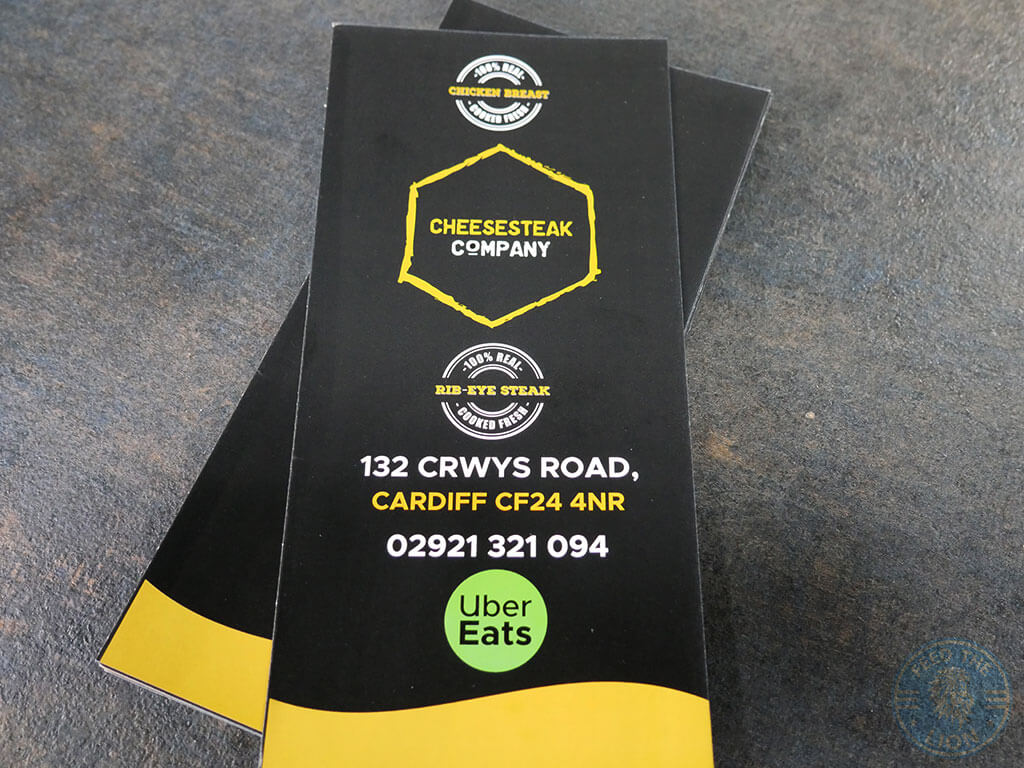 -100% REAL-
CHICKEN BREAST
- COOKED FRESH -
CHEESESTEAK
COMPANY
-100% REAL-
RIB-EYE STEAK
- COOKED FRESH -
132 CRWYS ROAD,
CARDIFF CF24 4NR
02921 321 094
Uber
Eats